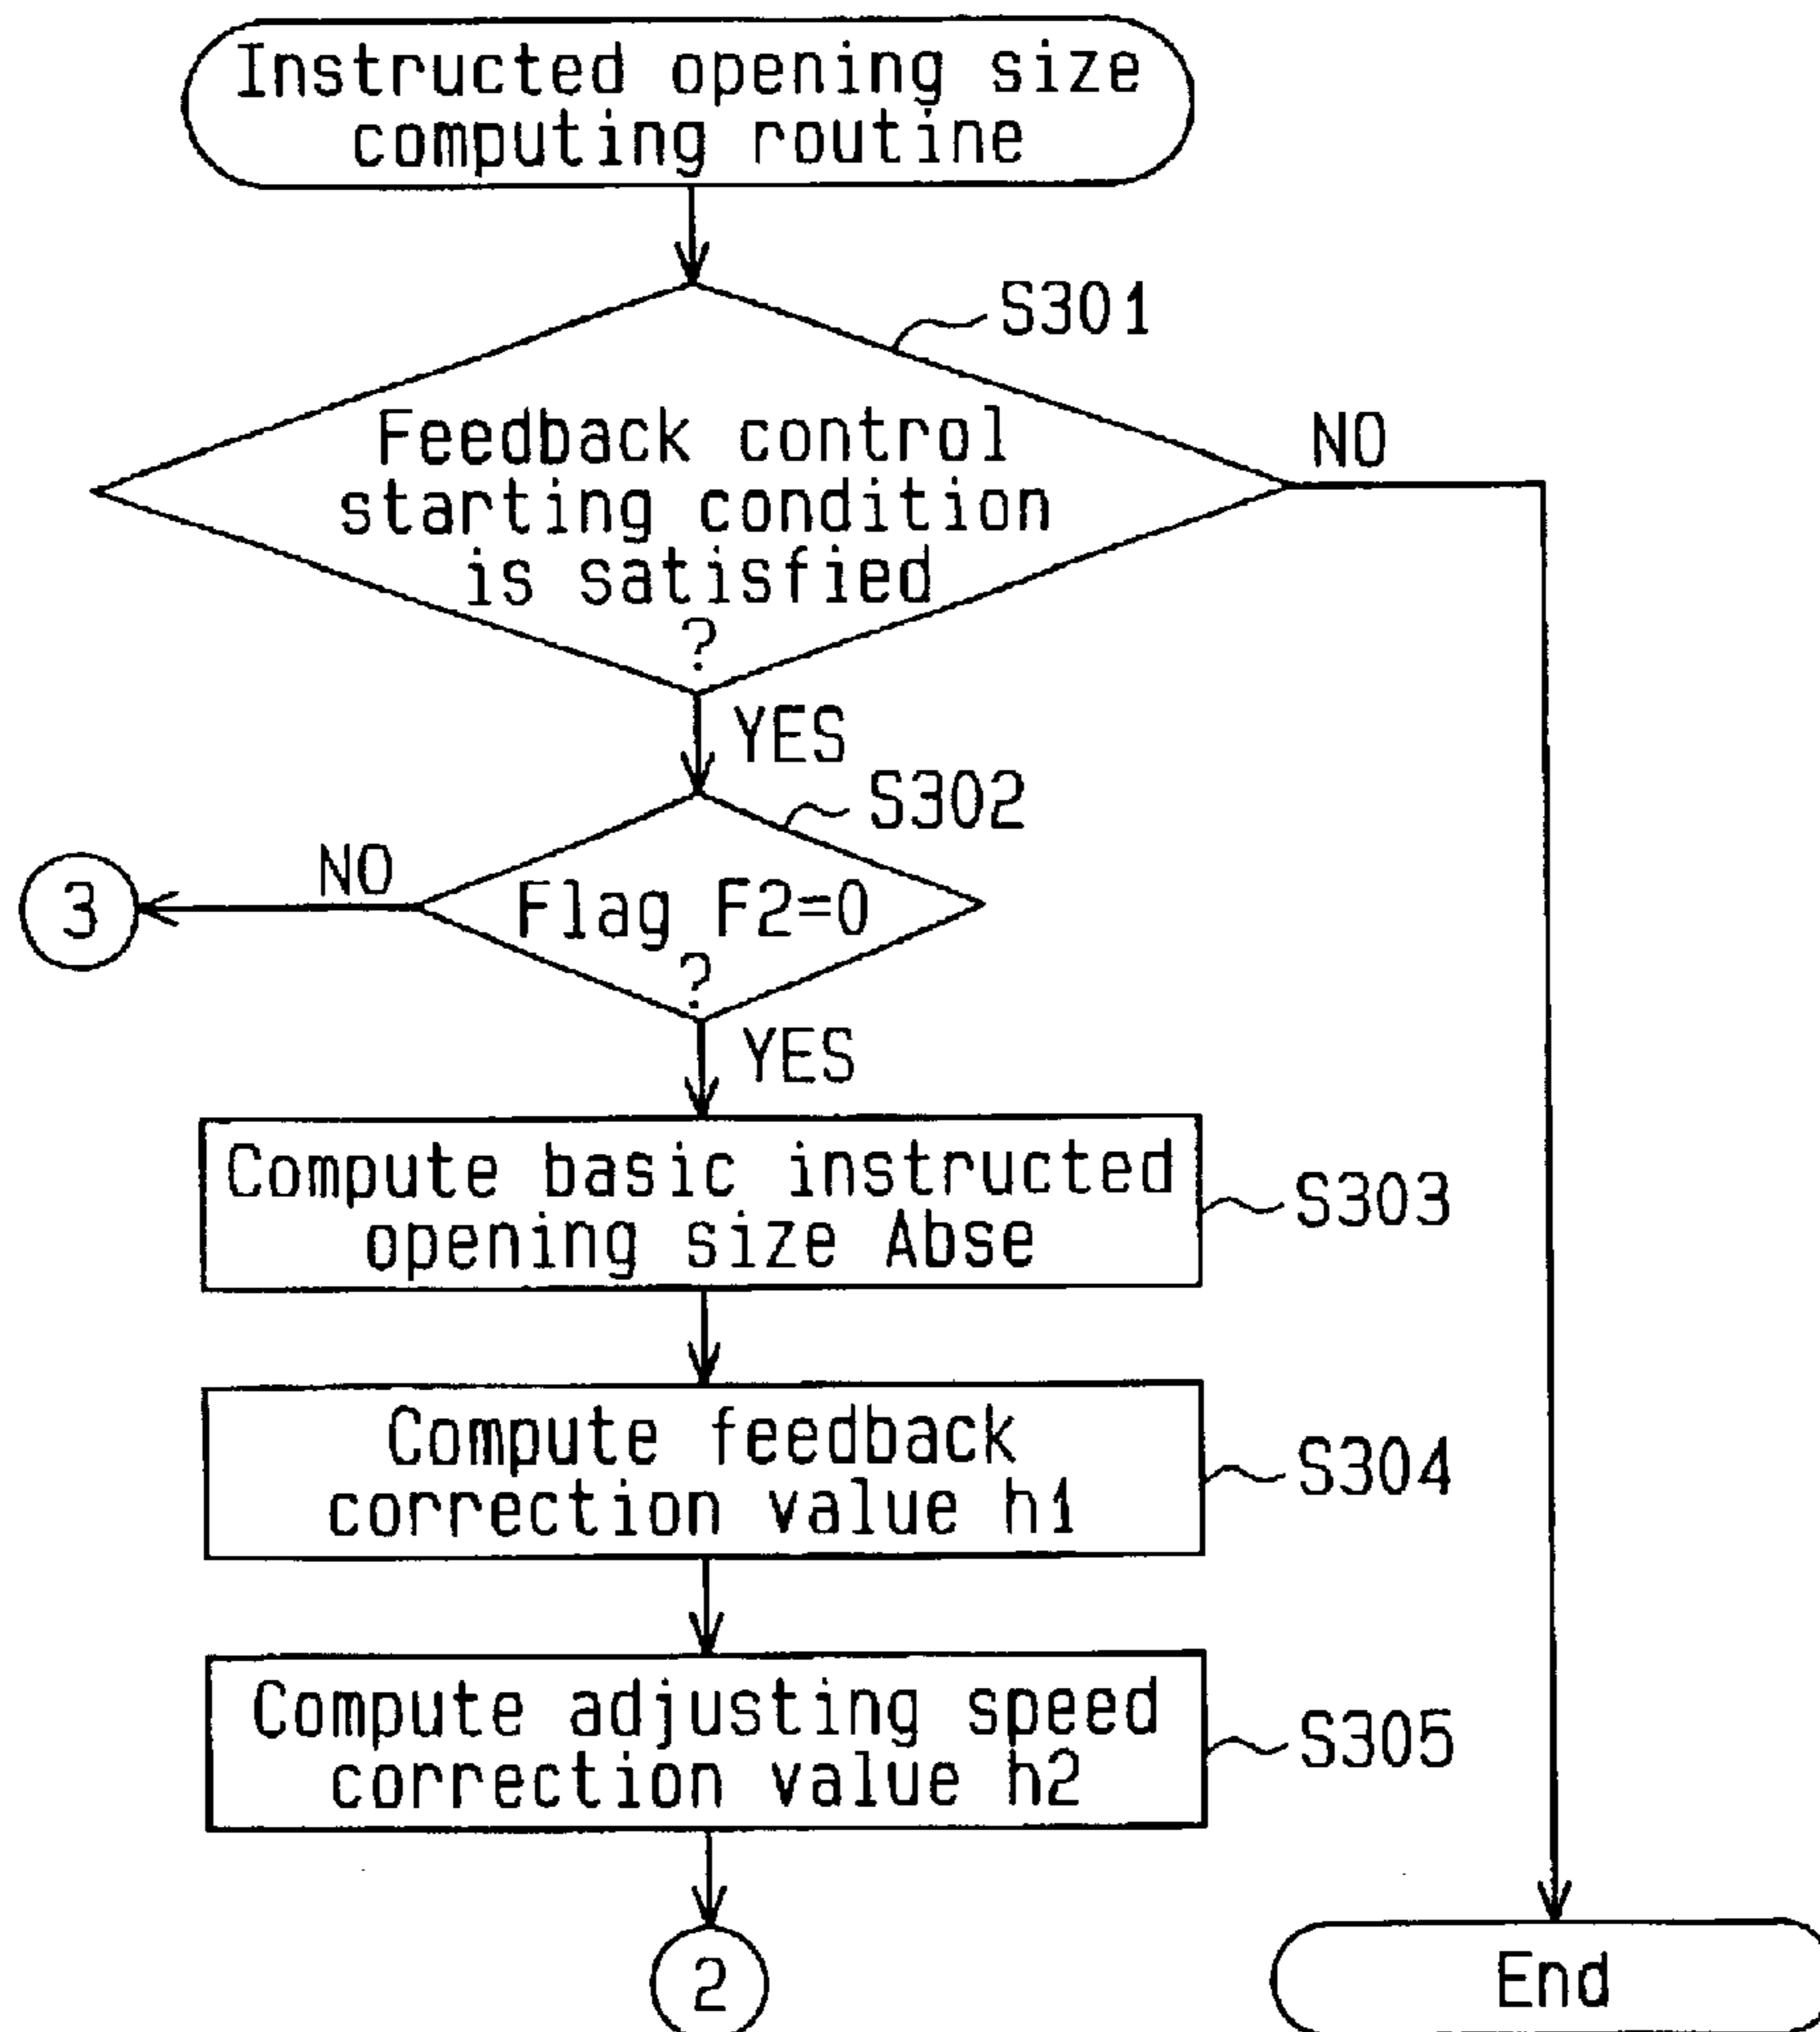 Instructed opening size
computing routine
S301
Feedback control
starting condition
is satisfied
?
NO
YES
S302
NO
3
Flag F2=0
?
YES
Compute basic instructed
opening size Abse
S303
Compute feedback
correction value h1
S304
Compute adjusting speed
correction value h2
S305
2
End